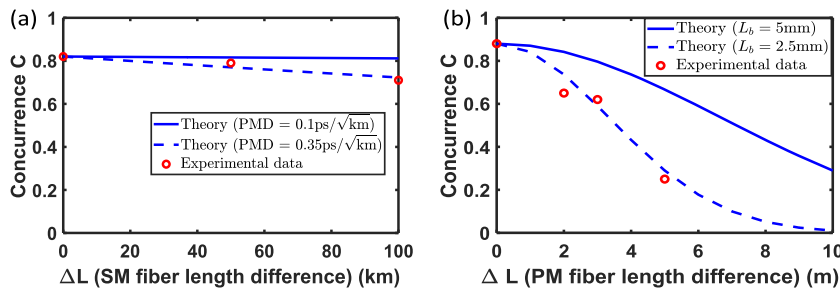 (a)
1
0.8
0.6
0.4
0.2
0
Concurrence C
Theory (PMD = 0.1ps/√km)
Theory (PMD = 0.35ps/√km)
Experimental data
0 20 40 60 80 100
ΔL (SM fiber length difference) (km)
(b)
1
0.8
0.6
0.4
0.2
0
Concurrence C
Theory (L_b = 5mm)
Theory (L_b = 2.5mm)
Experimental data
0 2 4 6 8 10
Δ L (PM fiber length difference) (m)